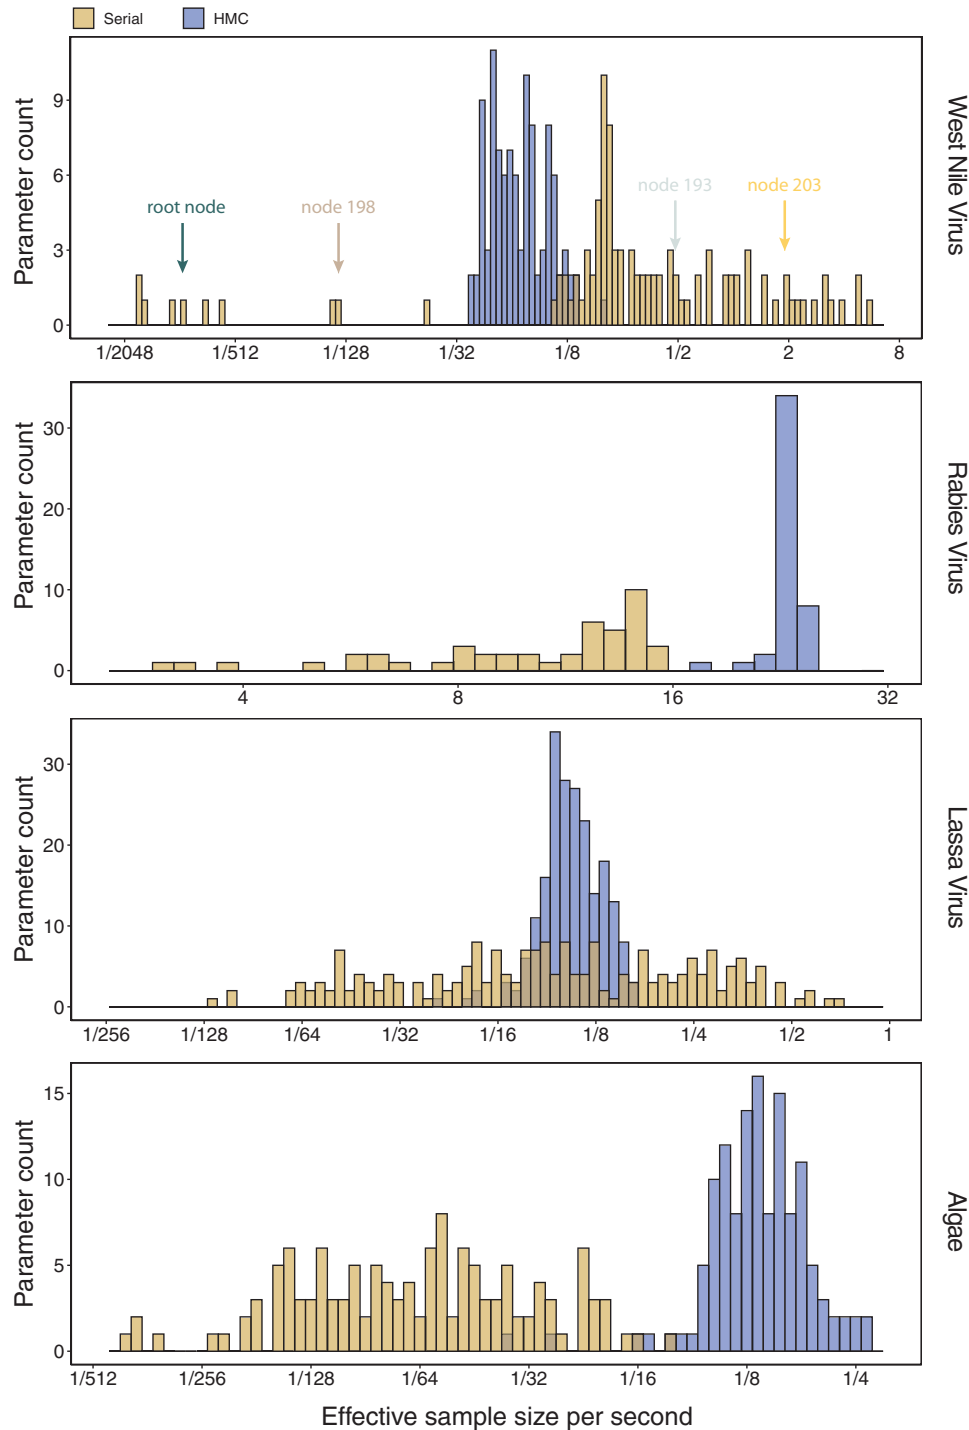 Serial HMC
Parameter count
West Nile Virus
9
6
3
0
root node
node 198
node 193
node 203
1/2048 1/512 1/128 1/32 1/8 1/2 2 8
Parameter count
Rabies Virus
30
20
10
0
4 8 16 32
Parameter count
Lassa Virus
30
20
10
0
1/256 1/128 1/64 1/32 1/16 1/8 1/4 1/2 1
Parameter count
Algae
15
10
5
0
1/512 1/256 1/128 1/64 1/32 1/16 1/8 1/4
Effective sample size per second